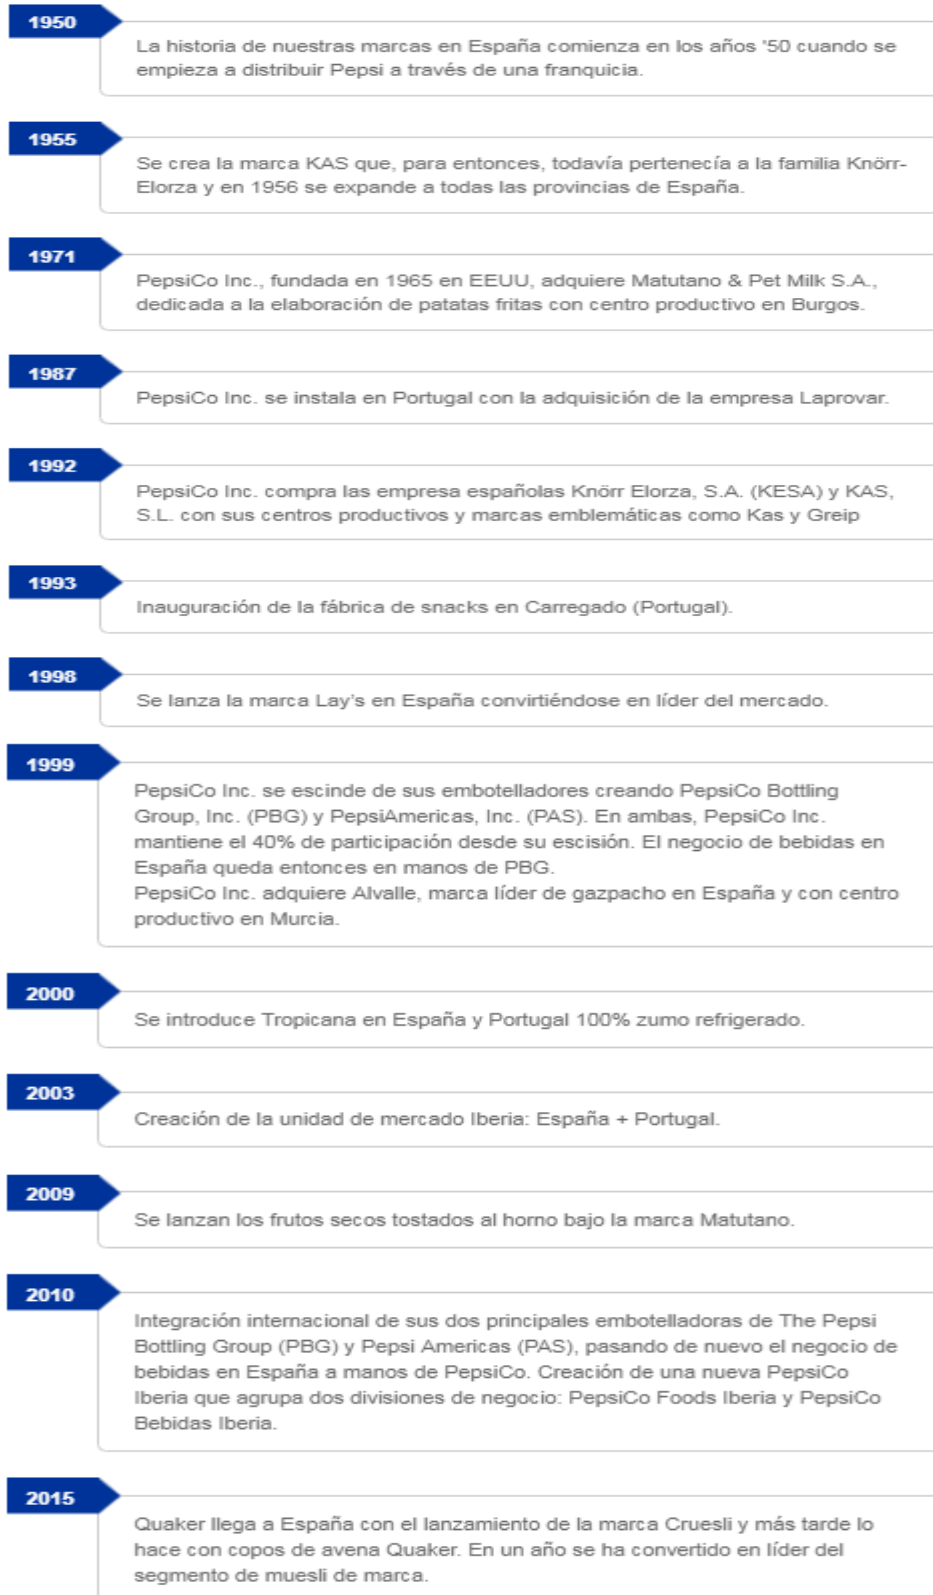 1950
La historia de nuestras marcas en España comienza en los años '50 cuando se
empieza a distribuir Pepsi a través de una franquicia.
1955
Se crea la marca KAS que, para entonces, todavía pertenecía a la familia Knörr-
Elorza y en 1956 se expande a todas las provincias de España.
1971
PepsiCo Inc., fundada en 1965 en EEUU, adquiere Matutano & Pet Milk S.A.,
dedicada a la elaboración de patatas fritas con centro productivo en Burgos.
1987
PepsiCo Inc. se instala en Portugal con la adquisición de la empresa Laprovar.
1992
PepsiCo Inc. compra las empresa españolas Knörr Elorza, S.A. (KESA) y KAS,
S.L. con sus centros productivos y marcas emblemáticas como Kas y Greip
1993
Inauguración de la fábrica de snacks en Carregado (Portugal).
1998
Se lanza la marca Lay's en España convirtiéndose en líder del mercado.
1999
PepsiCo Inc. se escinde de sus embotelladores creando PepsiCo Bottling
Group, Inc. (PBG) y PepsiAmericas, Inc. (PAS). En ambas, PepsiCo Inc.
mantiene el 40% de participación desde su escisión. El negocio de bebidas en
España queda entonces en manos de PBG.
PepsiCo Inc. adquiere Alvalle, marca líder de gazpacho en España y con centro
productivo en Murcia.
2000
Se introduce Tropicana en España y Portugal 100% zumo refrigerado.
2003
Creación de la unidad de mercado Iberia: España + Portugal.
2009
Se lanzan los frutos secos tostados al horno bajo la marca Matutano.
2010
Integración internacional de sus dos principales embotelladoras de The Pepsi
Bottling Group (PBG) y Pepsi Americas (PAS), pasando de nuevo el negocio de
bebidas en España a manos de PepsiCo. Creación de una nueva PepsiCo
Iberia que agrupa dos divisiones de negocio: PepsiCo Foods Iberia y PepsiCo
Bebidas Iberia.
2015
Quaker llega a España con el lanzamiento de la marca Cruesli y más tarde lo
hace con copos de avena Quaker. En un año se ha convertido en líder del
segmento de muesli de marca.